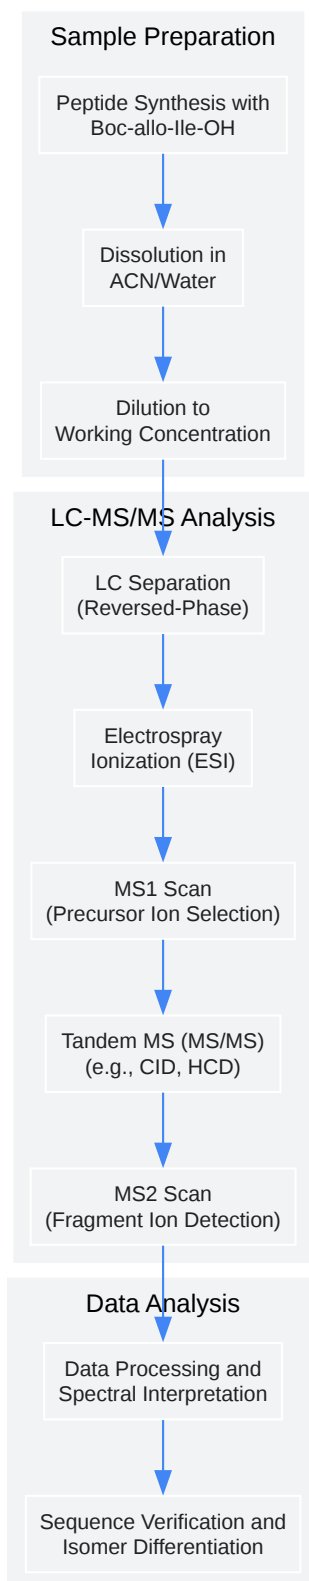 Sample Preparation
Peptide Synthesis with
Boc-allo-Ile-OH
Dissolution in
ACN/Water
Dilution to
Working Concentration
LC-MS/MS Analysis
LC Separation
(Reversed-Phase)
Electrospray
Ionization (ESI)
MS1 Scan
(Precursor Ion Selection)
Tandem MS (MS/MS)
(e.g., CID, HCD)
MS2 Scan
(Fragment Ion Detection)
Data Analysis
Data Processing and
Spectral Interpretation
Sequence Verification and
Isomer Differentiation